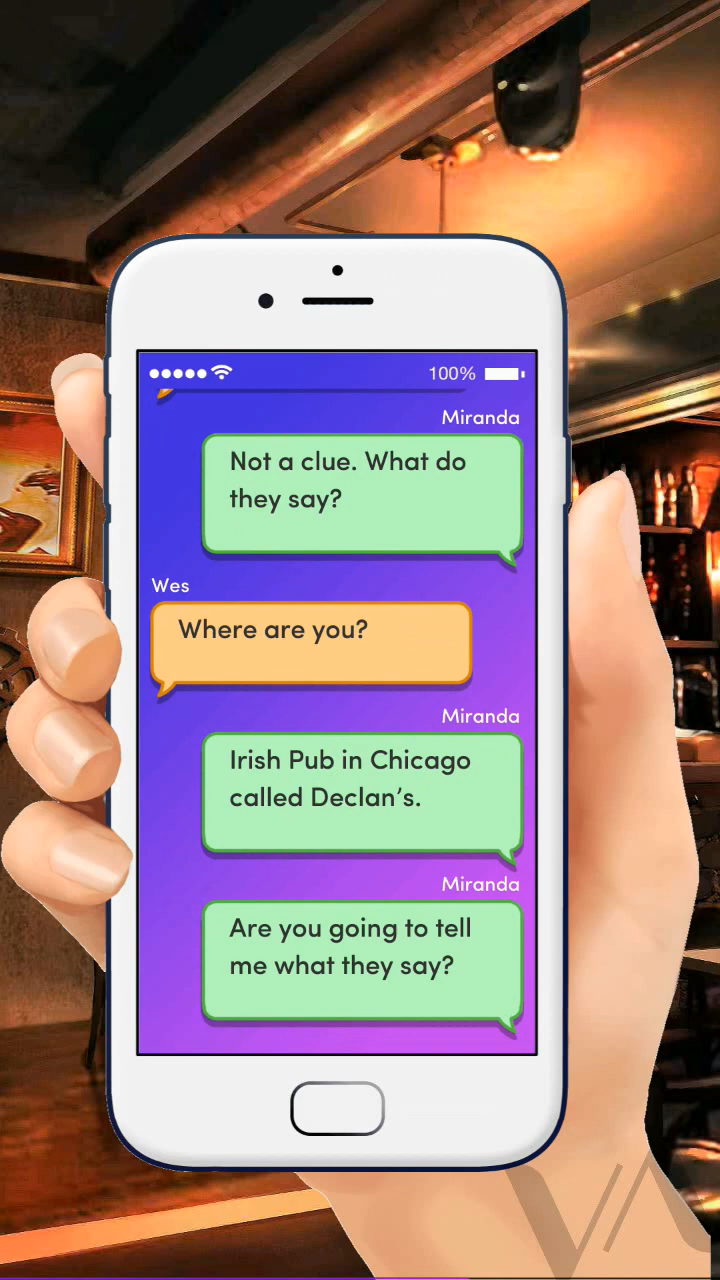 100%
Miranda
Not a clue. What do
they say?
Wes
Where are you?
Miranda
Irish Pub in Chicago
called Declan’s.
Miranda
Are you going to tell
me what they say?